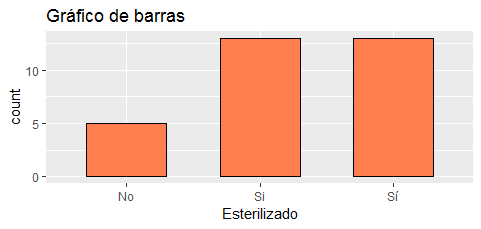 Gráfico de barras
10
5
0
count
No Si Sí
Esterilizado